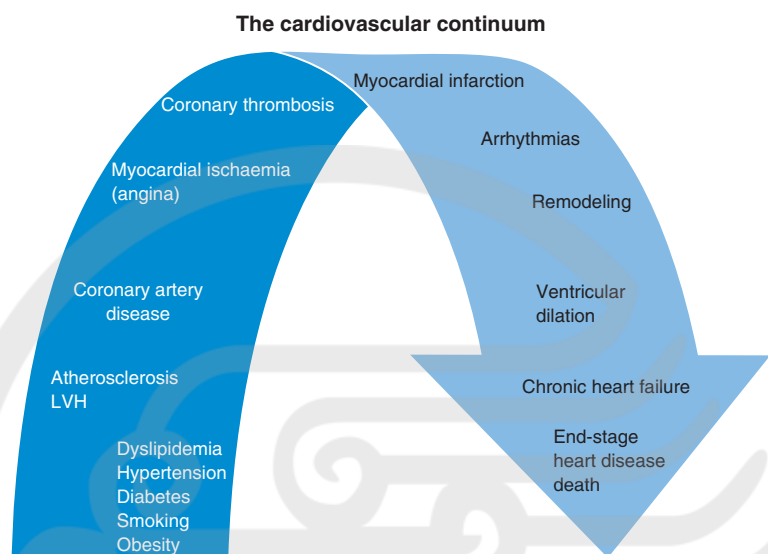 The cardiovascular continuum
Coronary thrombosis
Myocardial ischaemia
(angina)
Coronary artery
disease
Atherosclerosis
LVH
Dyslipidemia
Hypertension
Diabetes
Smoking
Obesity
Myocardial infarction
Arrhythmias
Remodeling
Ventricular
dilation
Chronic heart failure
End-stage
heart disease
death